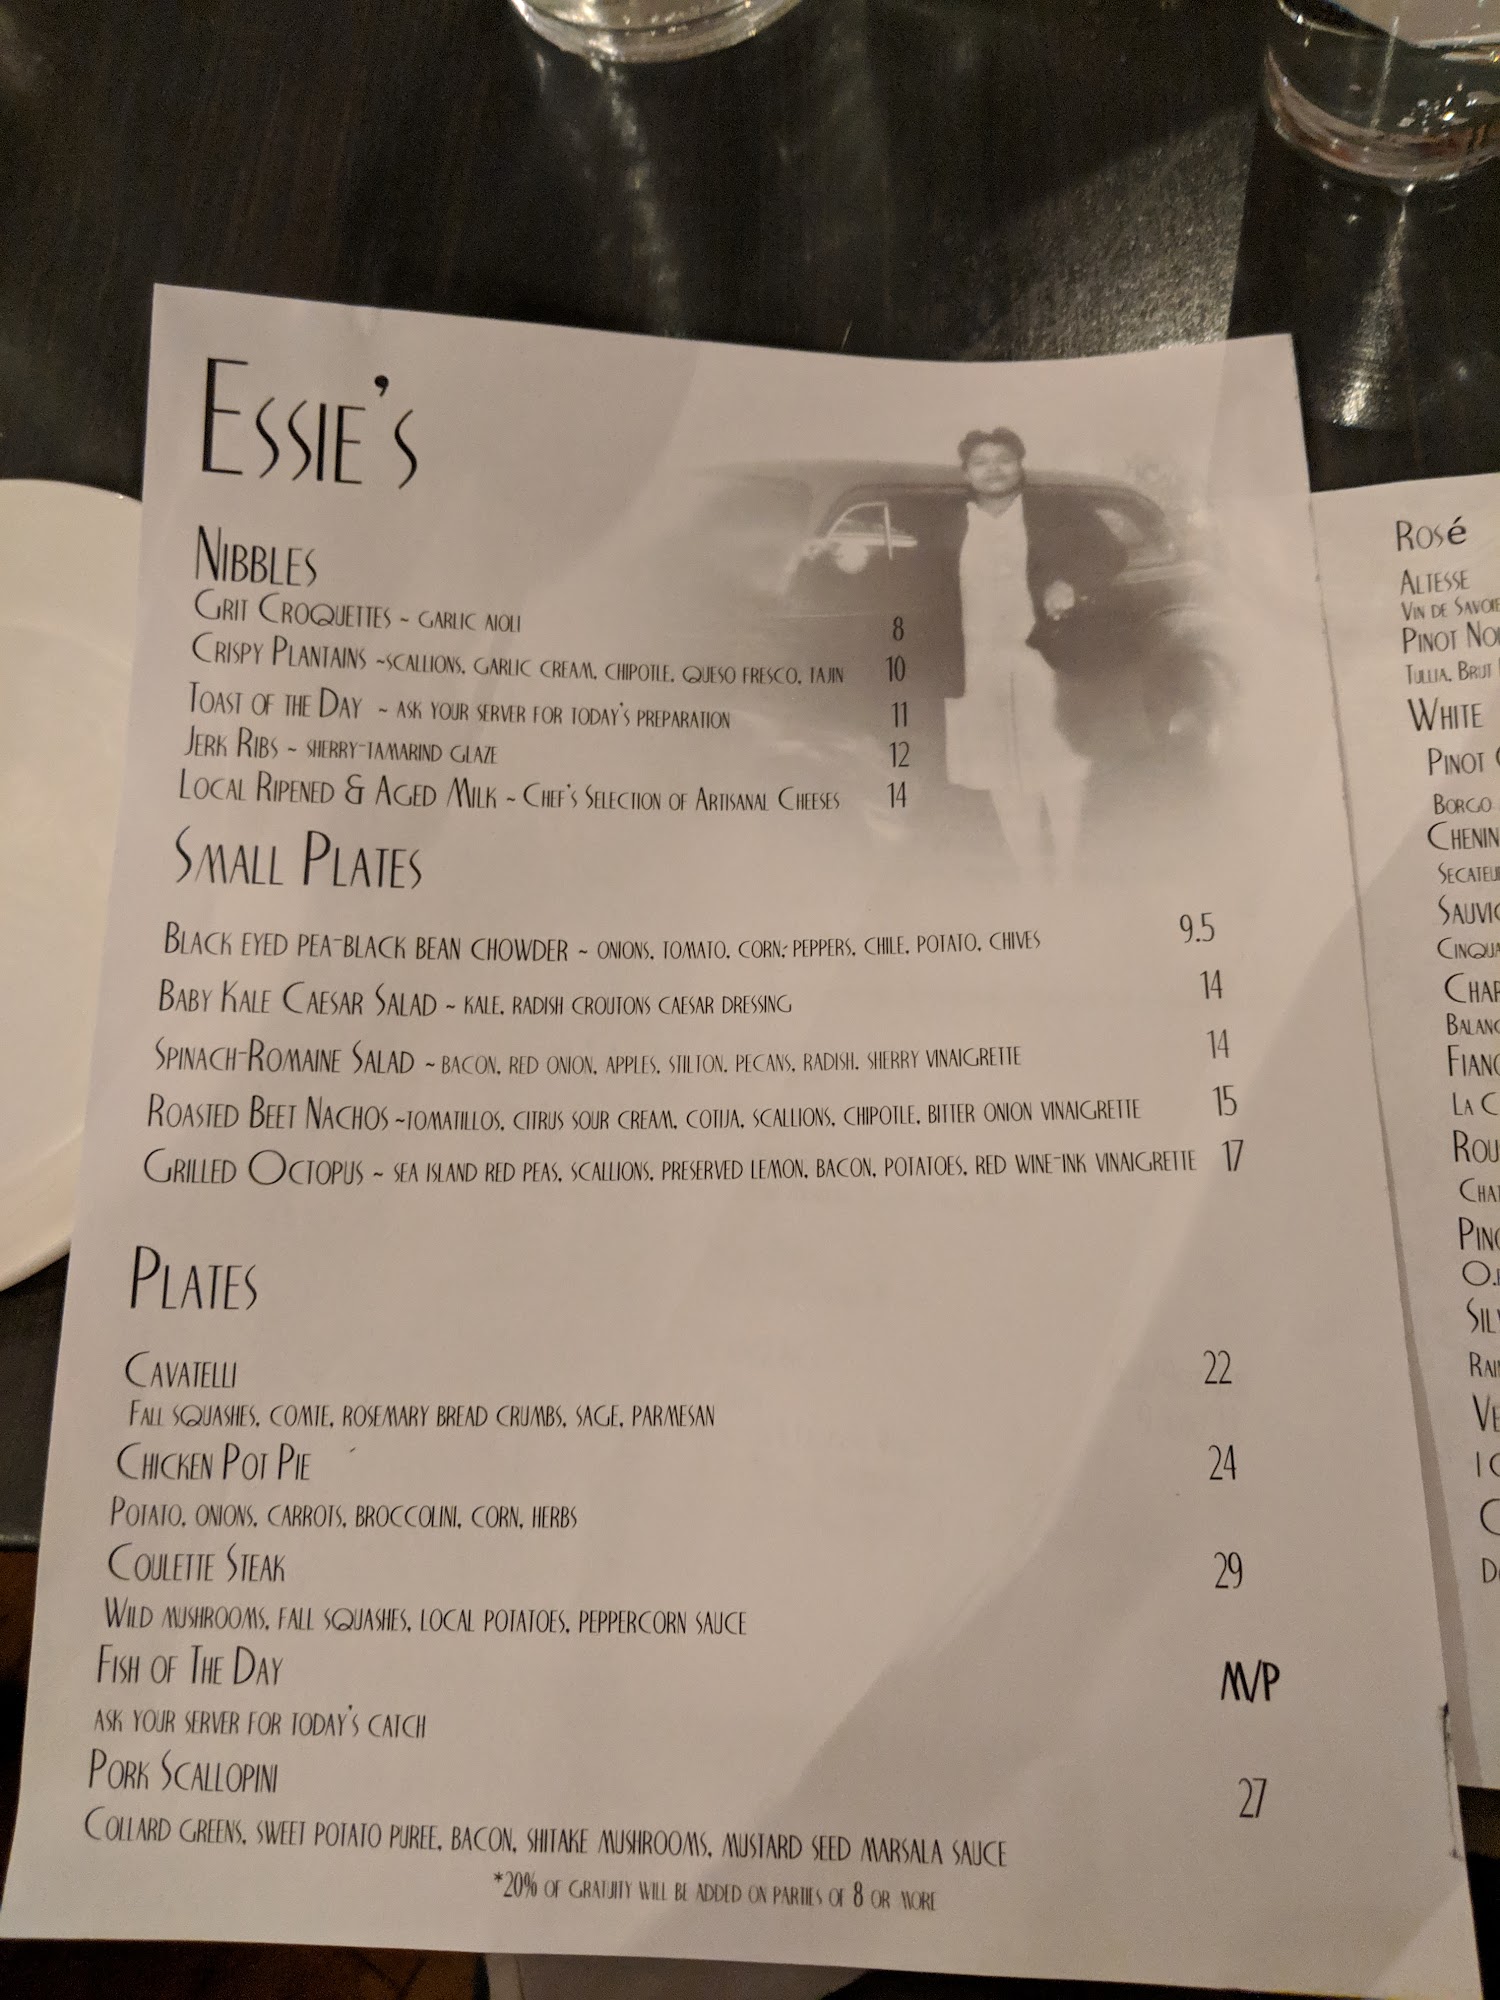 Essie's
Nibbles
Grit Croquettes ~ garlic aioli 8
Crispy Plantains ~scallions, garlic cream, chipotle, queso fresco, tajin 10
Toast of the Day ~ ask your server for today's preparation 11
Jerk Ribs ~ sherry-tamarind glaze 12
Local Ripened & Aged Milk ~ Chef's Selection of Artisanal Cheeses 14
Small Plates
Black eyed pea-black bean chowder ~ onions, tomato, corn; peppers, chile, potato, chives 9.5
Baby Kale Caesar Salad ~ kale, radish croutons caesar dressing 14
Spinach-Romaine Salad ~ bacon, red onion, apples, stilton, pecans, radish, sherry vinaigrette 14
Roasted Beet Nachos ~tomatillos, citrus sour cream, cotija, scallions, chipotle, bitter onion vinaigrette 15
Grilled Octopus ~ sea island red peas, scallions, preserved lemon, bacon, potatoes, red wine-ink vinaigrette 17
Plates
Cavatelli 22
Fall squashes, comte, rosemary bread crumbs, sage, parmesan
Chicken Pot Pie 24
Potato, onions, carrots, broccolini, corn, herbs
Coulette Steak 29
Wild mushrooms, fall squashes, local potatoes, peppercorn sauce
Fish of The Day M/P
ask your server for today's catch
Pork Scallopini 27
Collard greens, sweet potato puree, bacon, shitake mushrooms, mustard seed marsala sauce
*20% of gratuity will be added on parties of 8 or more
Rosé
Altesse
Vin de Savoie
Pinot
Tullia, Brut
White
Pinot
Borgo
Chenin
La